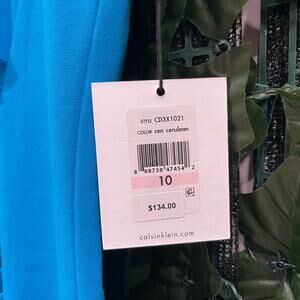 STYLE CD3X1021
COLOR cen cerulean
8 88738 47454 2
10
$134.00
calvinklein.com